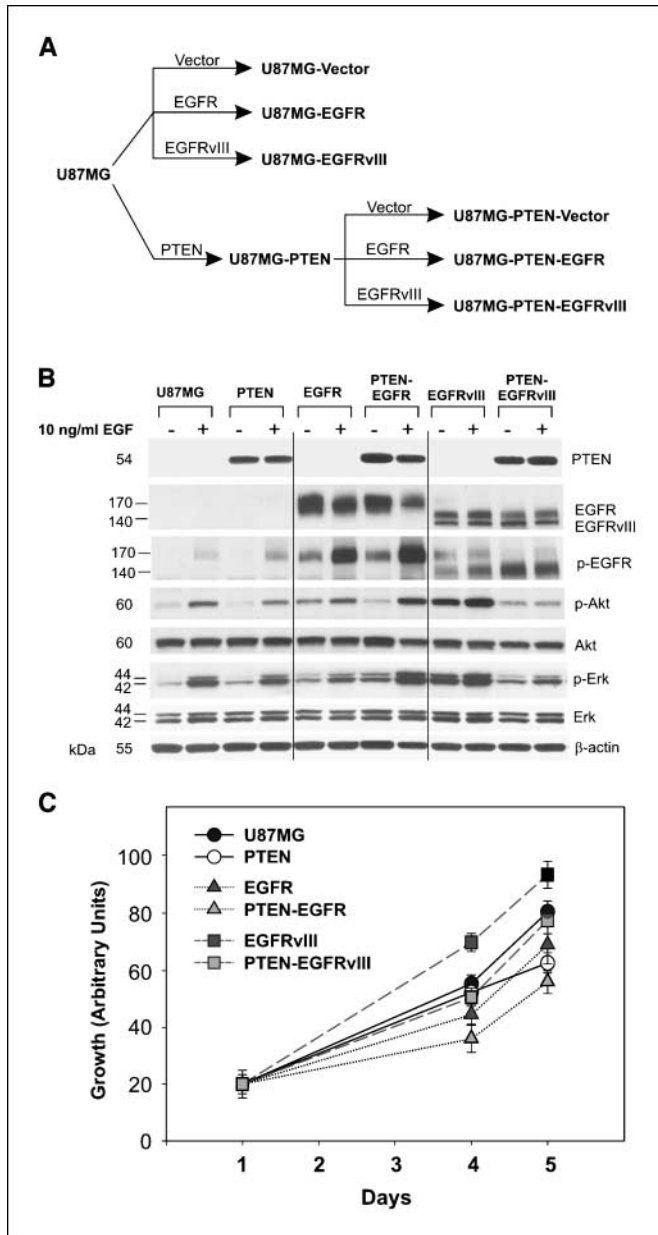 A
Vector
U87MG-Vector
EGFR
U87MG-EGFR
EGFRvIII
U87MG-EGFRvIII
U87MG
Vector
U87MG-PTEN-Vector
PTEN
U87MG-PTEN
EGFR
U87MG-PTEN-EGFR
EGFRvIII
U87MG-PTEN-EGFRvIII
B
U87MG PTEN EGFR PTEN-EGFR EGFRvIII PTEN-EGFRvIII
10 ng/ml EGF - + - + - + - + - + - +
54 PTEN
170 EGFR
140 EGFRvIII
170 p-EGFR
140
60 p-Akt
60 Akt
44 p-Erk
42
44 Erk
42
kDa 55 β-actin
C
U87MG
PTEN
EGFR
PTEN-EGFR
EGFRvIII
PTEN-EGFRvIII
Growth (Arbitrary Units)
100
80
60
40
20
0
1 2 3 4 5
Days